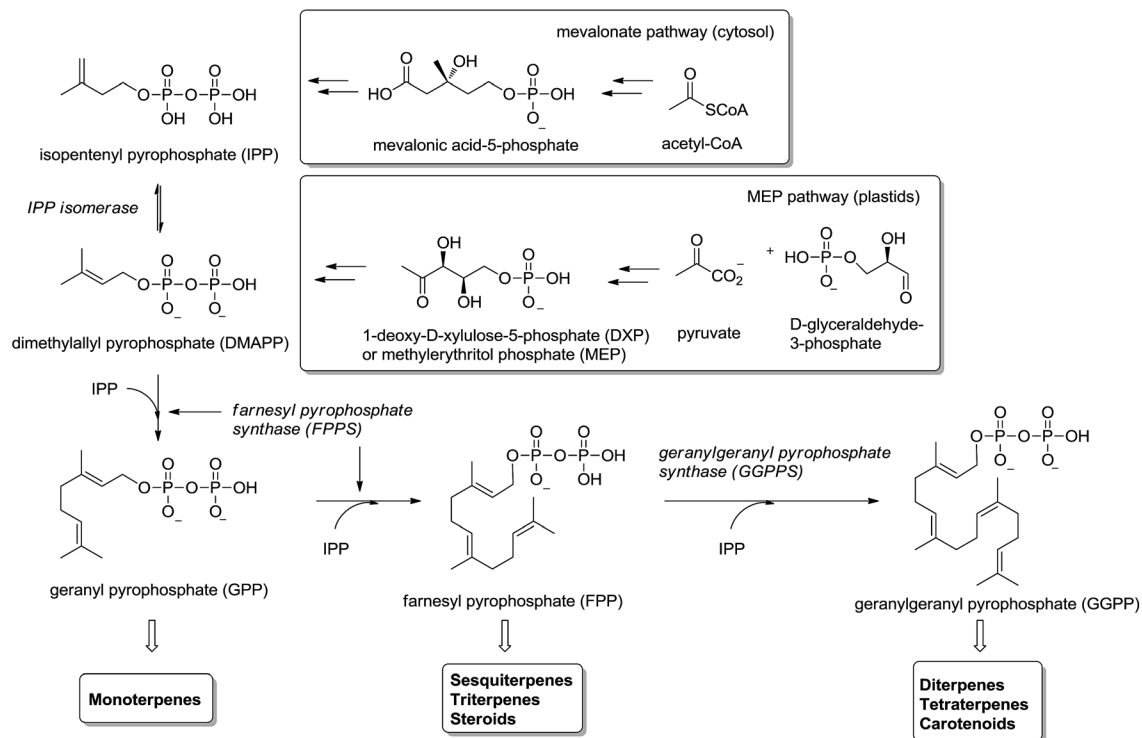 mevalonate pathway (cytosol)
O
O
O
P
O
P
OH
OH
OH
isopentenyl pyrophosphate (IPP)
O
HO
OH
O
O
P
OH
O
–
mevalonic acid-5-phosphate
O
SCoA
acetyl-CoA
IPP isomerase
MEP pathway (plastids)
O
O
O
P
O
P
OH
O
–
O
–
dimethylallyl pyrophosphate (DMAPP)
OH
O
OH
O
O
P
OH
O
–
1-deoxy-D-xylulose-5-phosphate (DXP)
or methylerythritol phosphate (MEP)
O
CO2
–
pyruvate
+
O
HO
P
O
O
–
OH
O
D-glyceraldehyde-
3-phosphate
IPP
farnesyl pyrophosphate
synthase (FPPS)
O
O
O
P
O
P
OH
O
–
O
–
geranyl pyrophosphate (GPP)
IPP
O
O
O
P
O
P
OH
O
–
OH
farnesyl pyrophosphate (FPP)
geranylgeranyl pyrophosphate
synthase (GGPPS)
IPP
O
O
O
P
O
P
OH
O
–
O
–
geranylgeranyl pyrophosphate (GGPP)
Monoterpenes
Sesquiterpenes
Triterpenes
Steroids
Diterpenes
Tetraterpenes
Carotenoids